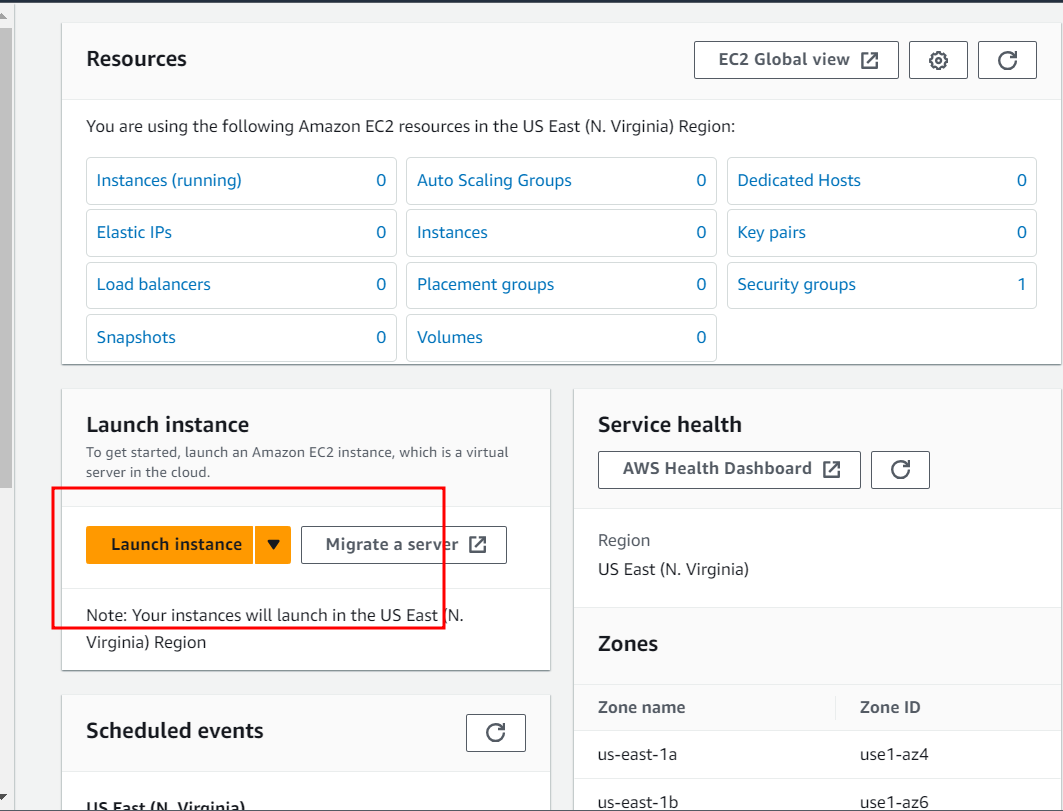 Resources
EC2 Global view
You are using the following Amazon EC2 resources in the US East (N. Virginia) Region:
Instances (running) 0
Auto Scaling Groups 0
Dedicated Hosts 0
Elastic IPs 0
Instances 0
Key pairs 0
Load balancers 0
Placement groups 0
Security groups 1
Snapshots 0
Volumes 0
Launch instance
To get started, launch an Amazon EC2 instance, which is a virtual
server in the cloud.
Launch instance
Migrate a server
Note: Your instances will launch in the US East (N.
Virginia) Region
Scheduled events
US East (N. Virginia)
Service health
AWS Health Dashboard
Region
US East (N. Virginia)
Zones
Zone name Zone ID
us-east-1a use1-az4
us-east-1b use1-az6